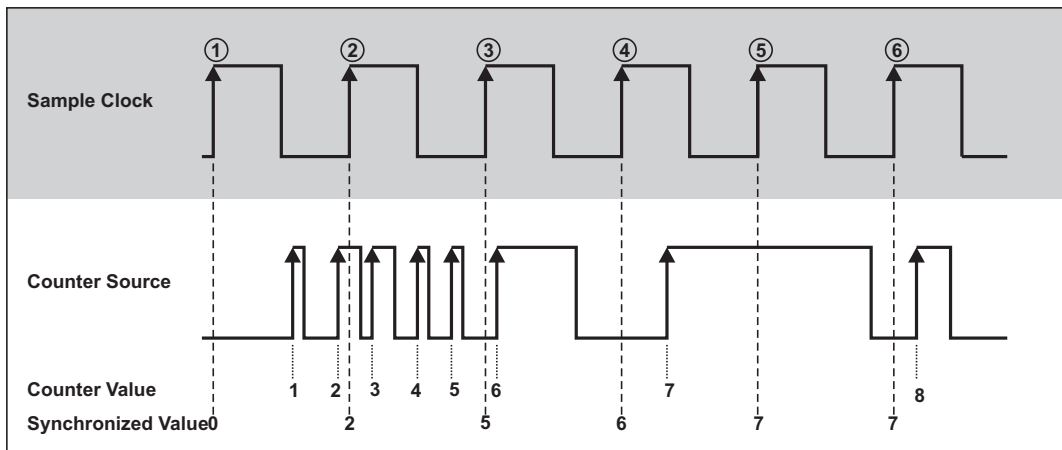 ① ② ③ ④ ⑤ ⑥
Sample Clock
Counter Source
Counter Value 1 2 3 4 5 6 7 8
Synchronized Value 0 2 5 6 7 7